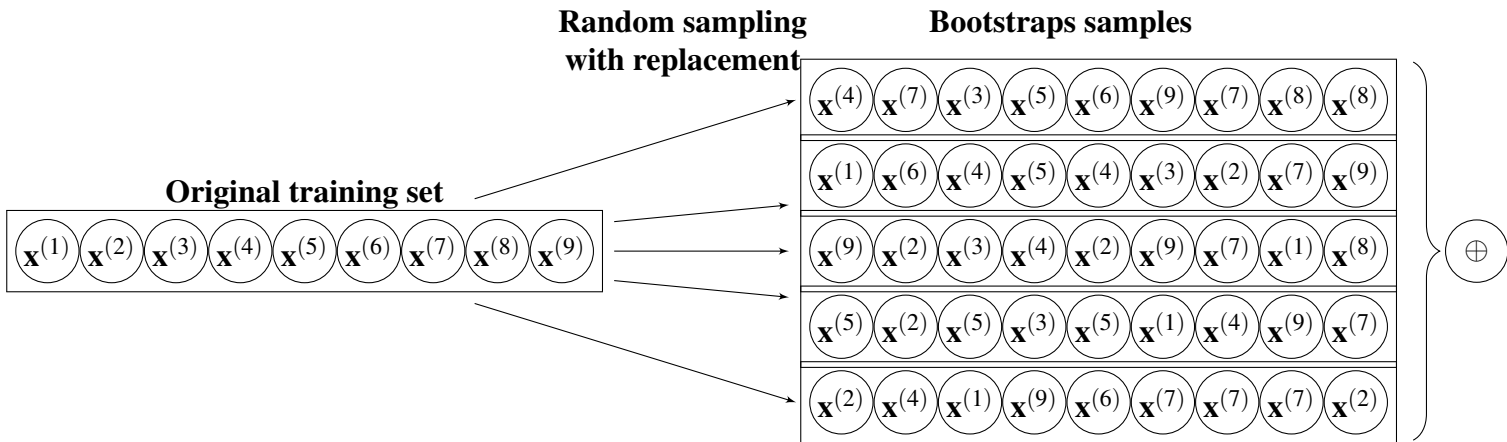 Random sampling
with replacement
Bootstraps samples
x^(4) x^(7) x^(3) x^(5) x^(6) x^(9) x^(7) x^(8) x^(8)
x^(1) x^(6) x^(4) x^(5) x^(4) x^(3) x^(2) x^(7) x^(9)
Original training set
x^(1) x^(2) x^(3) x^(4) x^(5) x^(6) x^(7) x^(8) x^(9)
x^(9) x^(2) x^(3) x^(4) x^(2) x^(9) x^(7) x^(1) x^(8)
⊕
x^(5) x^(2) x^(5) x^(3) x^(5) x^(1) x^(4) x^(9) x^(7)
x^(2) x^(4) x^(1) x^(9) x^(6) x^(7) x^(7) x^(7) x^(2)